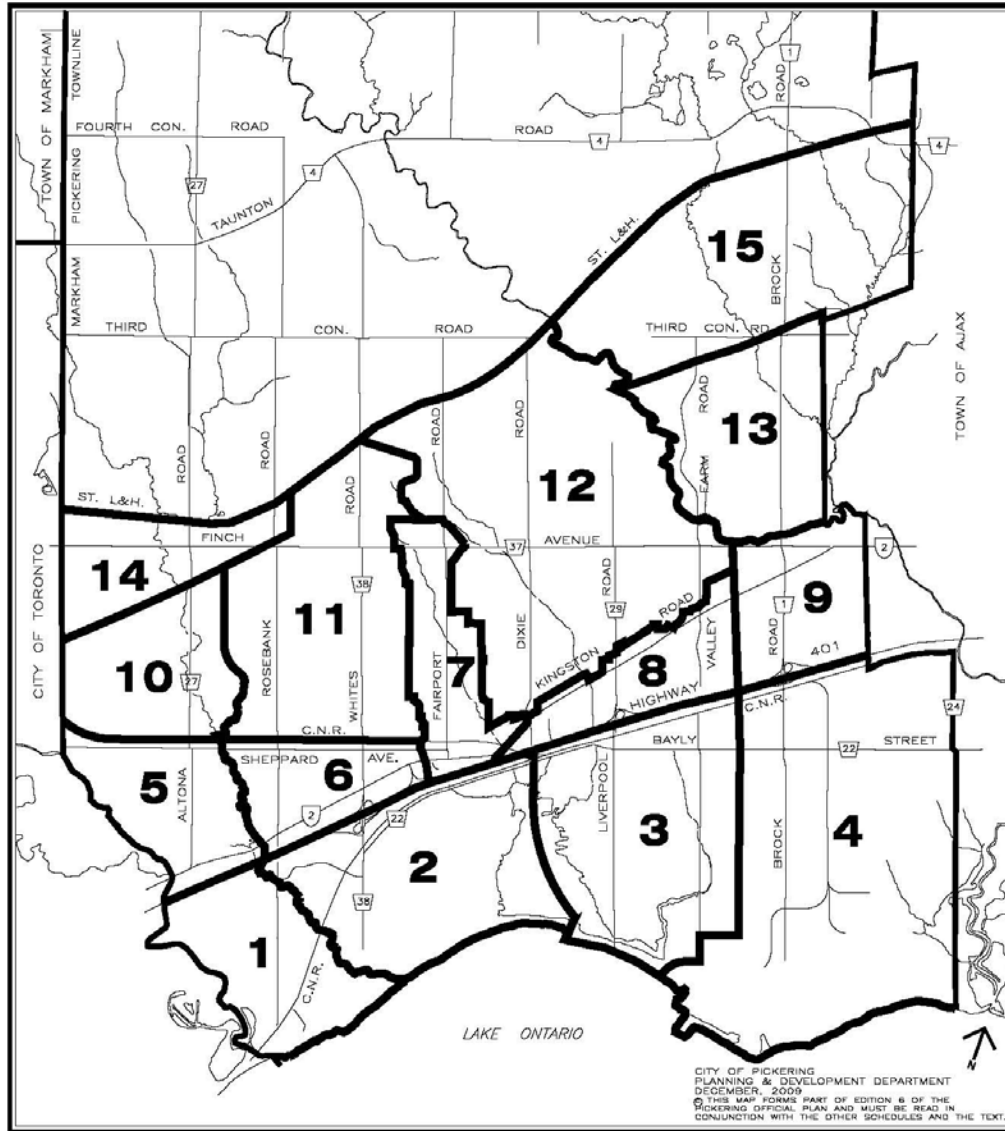 TOWN OF MARKHAM
PICKERING TOWNLINE
MARKHAM
1
ROAD
FOURTH CON. ROAD
ROAD
4
4
4
27
TAUNTON
ST. L&H.
15
BROCK
THIRD CON. ROAD
THIRD CON. RD.
TOWN OF AJAX
ROAD
ROAD
ROAD
ROAD
ROAD
ROAD
FARM
13
12
ST. L&H.
FINCH
37
AVENUE
2
CITY OF TORONTO
14
38
29
ROAD
1
ROAD
9
11
ROSEBANK
DIXIE
ROAD
KINGSTON
8
VALLEY
10
27
WHITES
FAIRPORT
7
HIGHWAY
401
24
C.N.R.
C.N.R.
SHEPPARD AVE.
BAYLY
22
STREET
5
ALTONA
6
2
22
LIVERPOOL
3
BROCK
4
2
38
1
C.N.R.
LAKE ONTARIO
N
CITY OF PICKERING
PLANNING & DEVELOPMENT DEPARTMENT
DECEMBER, 2009
© THIS MAP FORMS PART OF EDITION 6 OF THE
PICKERING OFFICIAL PLAN AND MUST BE READ IN
CONJUNCTION WITH THE OTHER SCHEDULES AND THE TEXT.